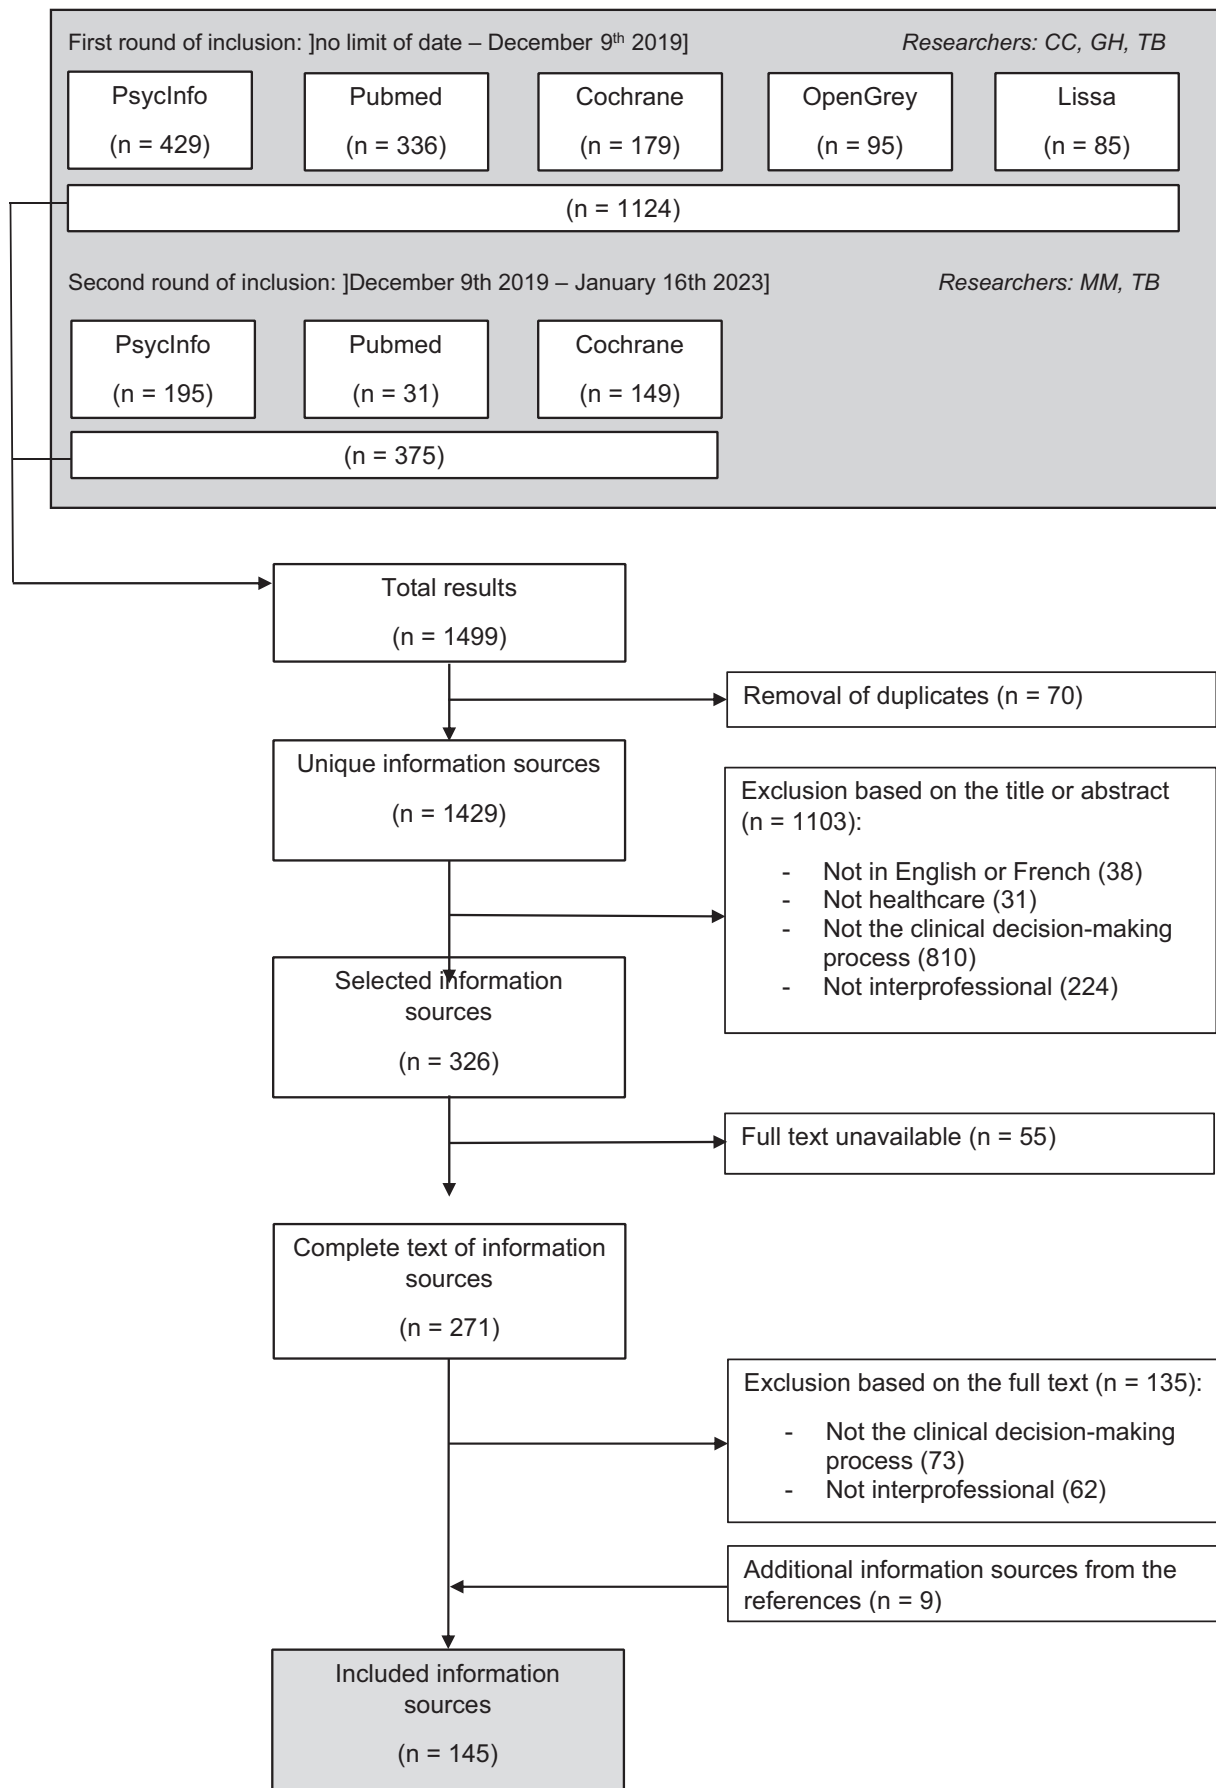 First round of inclusion: ]no limit of date – December 9th 2019]
Researchers: CC, GH, TB
PsycInfo
(n = 429)
Pubmed
(n = 336)
Cochrane
(n = 179)
OpenGrey
(n = 95)
Lissa
(n = 85)
(n = 1124)
Second round of inclusion: ]December 9th 2019 – January 16th 2023]
Researchers: MM, TB
PsycInfo
(n = 195)
Pubmed
(n = 31)
Cochrane
(n = 149)
(n = 375)
Total results
(n = 1499)
Removal of duplicates (n = 70)
Unique information sources
(n = 1429)
Exclusion based on the title or abstract
(n = 1103):
- Not in English or French (38)
- Not healthcare (31)
- Not the clinical decision-making
process (810)
- Not interprofessional (224)
Selected information
sources
(n = 326)
Full text unavailable (n = 55)
Complete text of information
sources
(n = 271)
Exclusion based on the full text (n = 135):
- Not the clinical decision-making
process (73)
- Not interprofessional (62)
Additional information sources from the
references (n = 9)
Included information
sources
(n = 145)